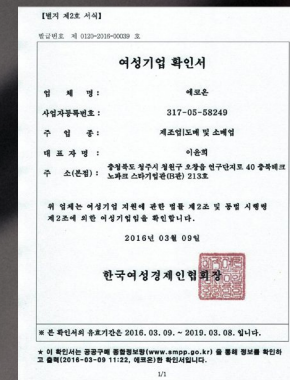 【별지 제2호 서식】
발급번호 제 0120-2016-00039 호
여성기업 확인서
업 체 명 : 에코온
사업자등록번호 : 317-05-58249
주 업 종 : 제조업|도매 및 소매업
대 표 자 명 : 이윤희
주 소(본점) : 충청북도 청주시 청원구 오창읍 연구단지로 40 충북테크
노파크 스타기업관(B관) 213호
위 업체는 여성기업 지원에 관한 법률 제2조 및 동법 시행령
제2조에 의한 여성기업임을 확인합니다.
2016년 03월 09일
한국여성경제인협회장
※ 본 확인서의 유효기간은 2016.03.09. ~ 2019.03.08. 입니다.
★ 이 확인서는 공공구매 종합정보망(www.smpp.go.kr) 을 통해 정보를 확인하
고 출력(2016-03-09 11:22, 에코온)한 확인서입니다.
1/1